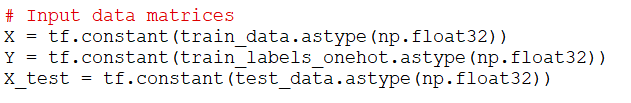 # Input data matrices
X = tf.constant(train_data.astype(np.float32))
Y = tf.constant(train_labels_onehot.astype(np.float32))
X_test = tf.constant(test_data.astype(np.float32))